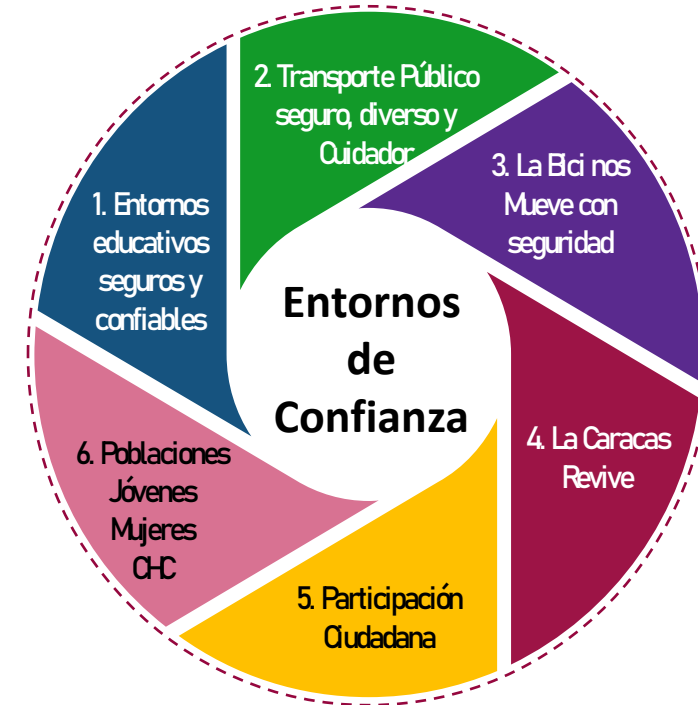 1. Entornos
educativos
seguros y
confiables
2. Transporte Público
seguro, diverso y
Cuidador
3. La Bici nos
Mueve con
seguridad
4. La Caracas
Revive
5. Participación
Ciudadana
6. Poblaciones
Jóvenes
Mujeres
CHC
Entornos
de
Confianza